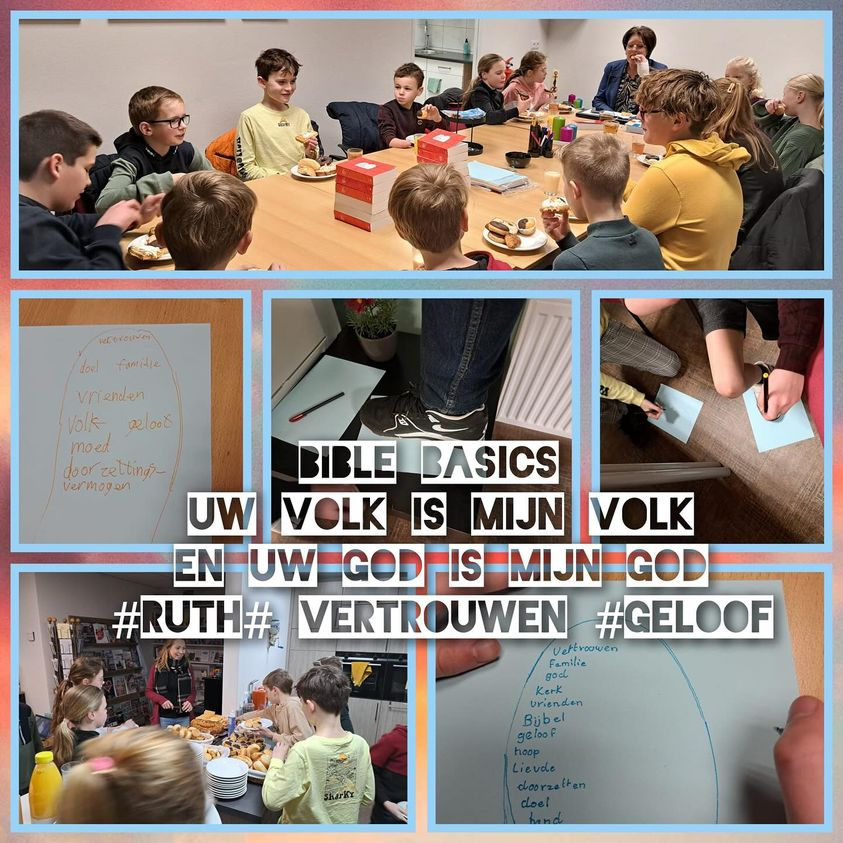 vertrouwen
doel familie
vrienden
volk geloof
moed
doorzettings-
vermogen
BIBLE BASICS
UW VOLK IS MIJN VOLK
EN UW GOD IS MIJN GOD
#RUTH# VERTROUWEN #GELOOF
SHARKY
Vertrouwen
Familie
god
Kerk
vrienden
Bijbel
geloof
hoop
Lievde
doorzetten
doel